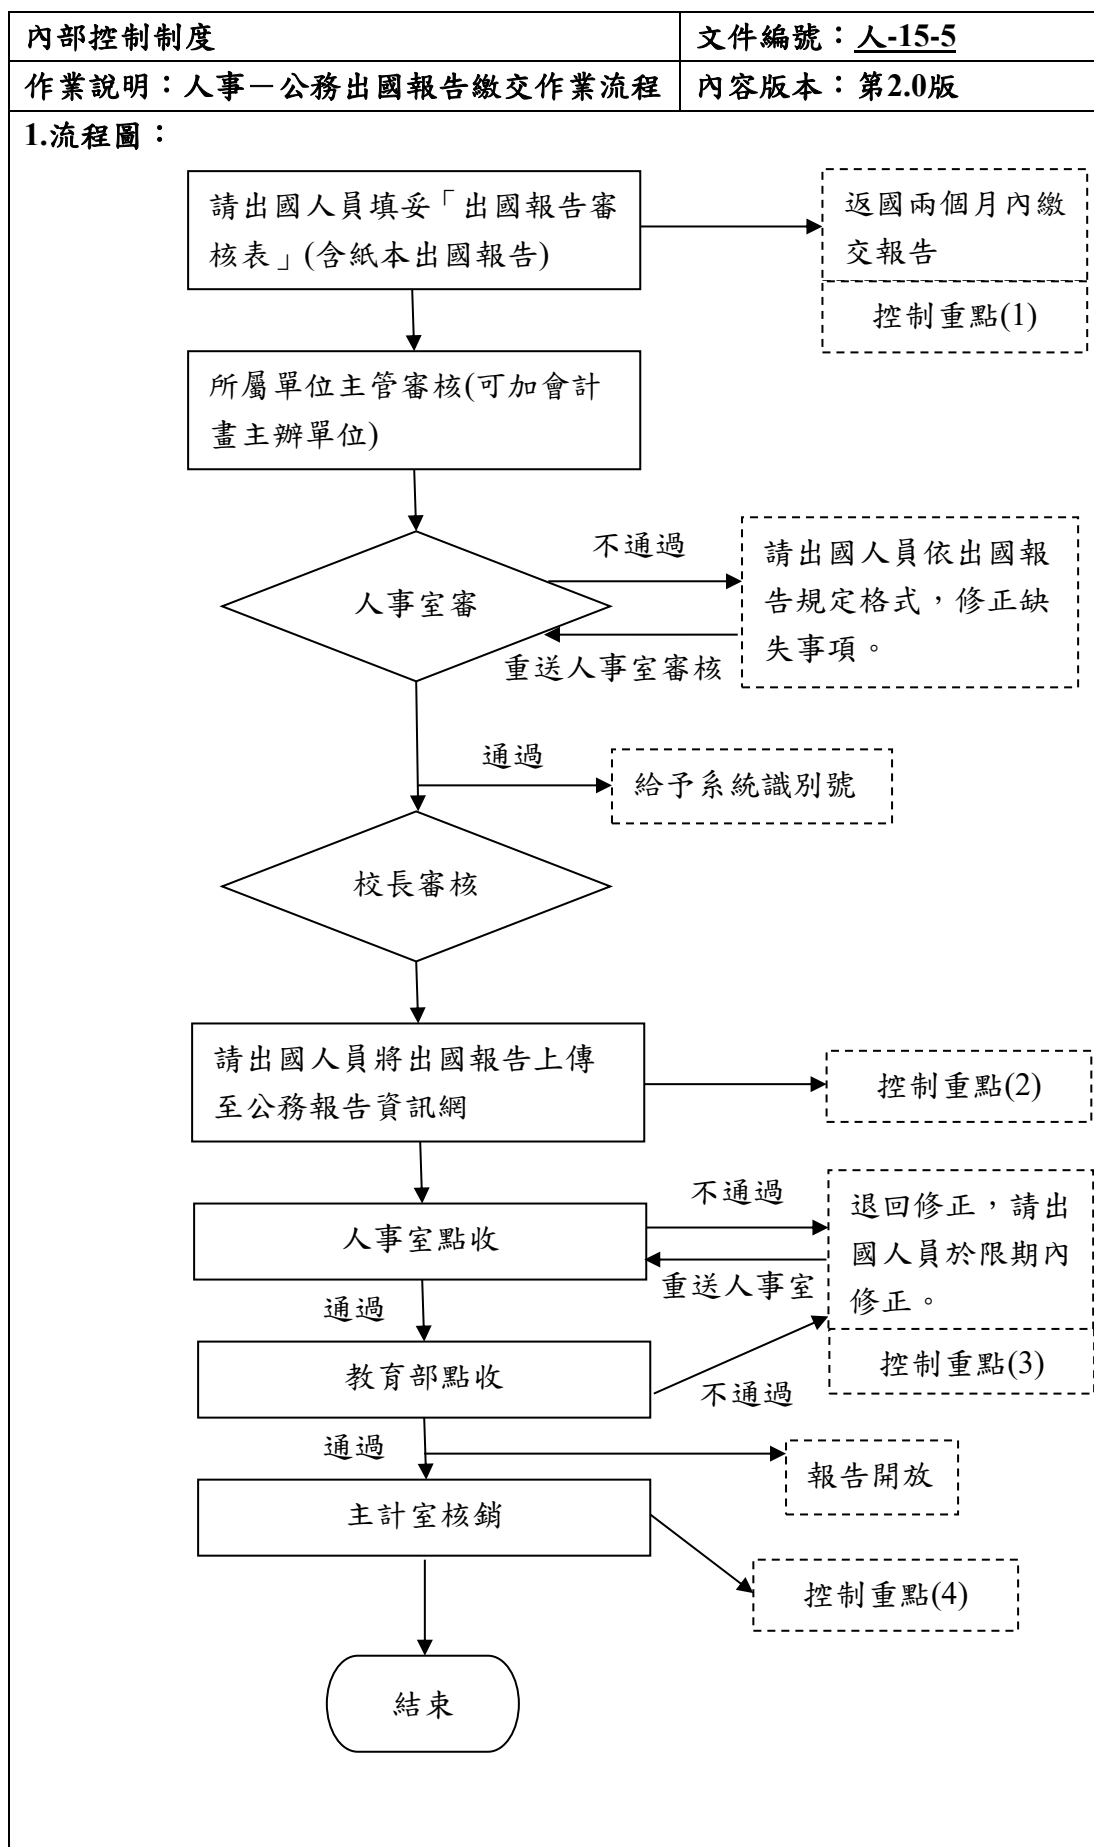 內部控制制度
文件編號：人-15-5
作業說明：人事－公務出國報告繳交作業流程
內容版本：第2.0版
1.流程圖：
請出國人員填妥「出國報告審
核表」(含紙本出國報告)
返國兩個月內繳
交報告
控制重點(1)
所屬單位主管審核(可加會計
畫主辦單位)
人事室審
不通過
請出國人員依出國報
告規定格式，修正缺
失事項。
重送人事室審核
通過
給予系統識別號
校長審核
請出國人員將出國報告上傳
至公務報告資訊網
控制重點(2)
人事室點收
不通過
退回修正，請出
國人員於限期內
修正。
重送人事室
控制重點(3)
通過
教育部點收
不通過
通過
報告開放
主計室核銷
控制重點(4)
結束